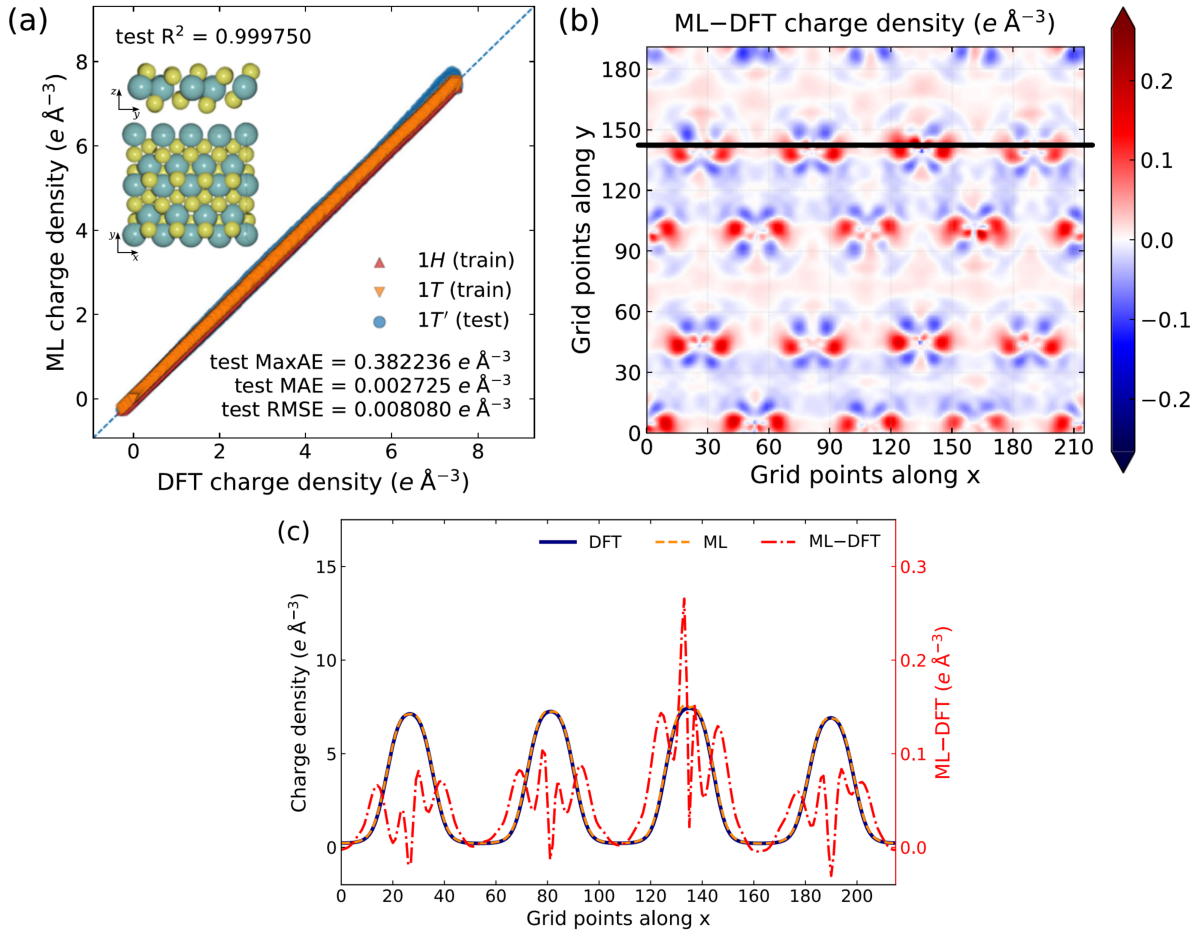 (a)
test R² = 0.999750
z
y
y
x
1H (train)
1T (train)
1T′ (test)
test MaxAE = 0.382236 e Å⁻³
test MAE = 0.002725 e Å⁻³
test RMSE = 0.008080 e Å⁻³
ML charge density (e Å⁻³)
8
6
4
2
0
0 2 4 6 8
DFT charge density (e Å⁻³)
(b) ML−DFT charge density (e Å⁻³)
Grid points along y
180
150
120
90
60
30
0
0 30 60 90 120 150 180 210
Grid points along x
0.2
0.1
0.0
−0.1
−0.2
(c)
DFT ML ML−DFT
Charge density (e Å⁻³)
15
10
5
0
0 20 40 60 80 100 120 140 160 180 200
Grid points along x
0.3
0.2
0.1
0.0
ML−DFT (e Å⁻³)